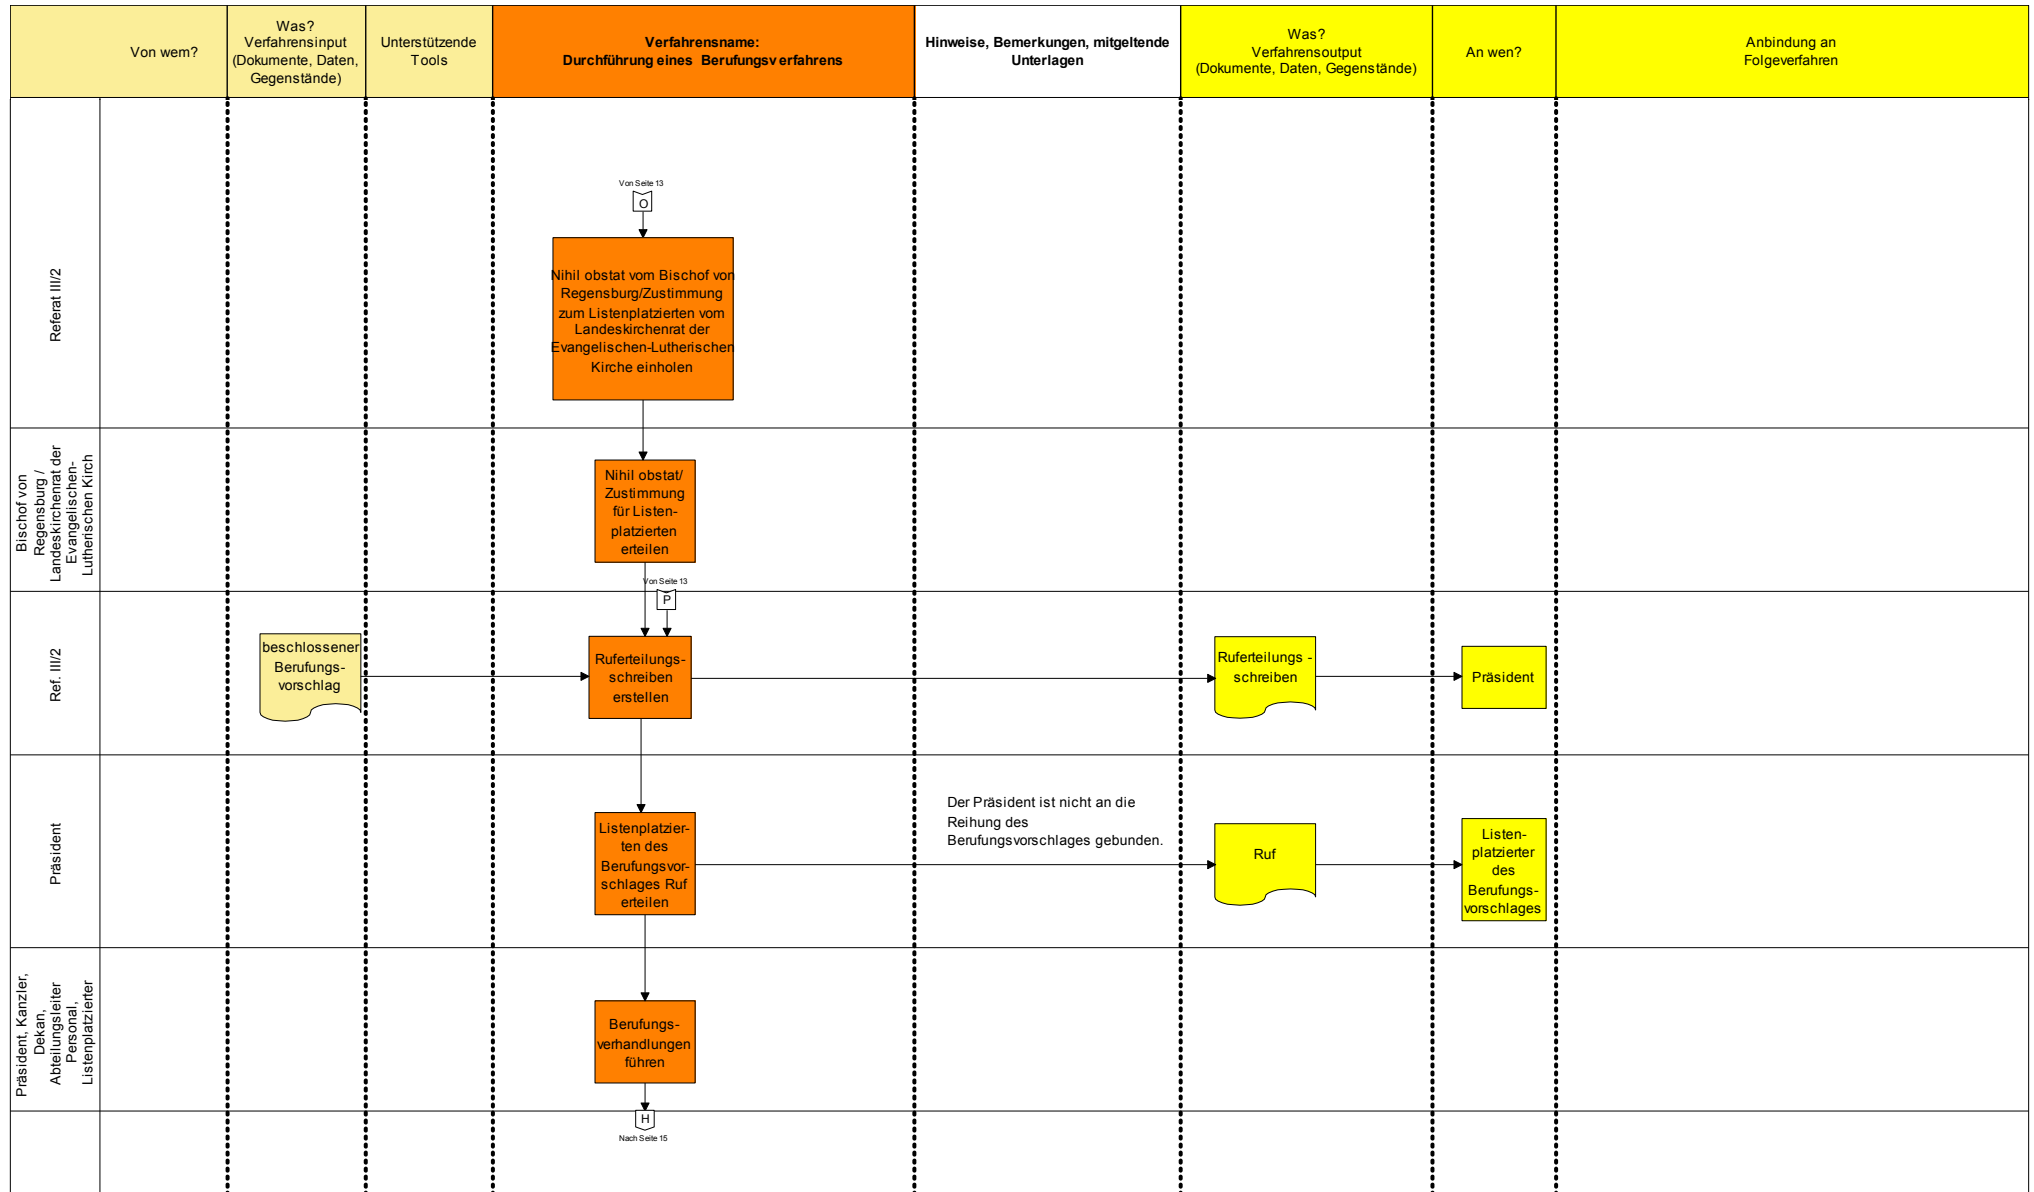 Von wem?
Was?
Verfahrensinput
(Dokumente, Daten,
Gegenstände)
Unterstützende
Tools
Verfahrensname:
Durchführung eines Berufungsverfahrens
Hinweise, Bemerkungen, mitgeltende
Unterlagen
Was?
Verfahrensoutput
(Dokumente, Daten, Gegenstände)
An wen?
Anbindung an
Folgeverfahren
Referat III/2
Von Seite 13
O
Nihil obstat vom Bischof von
Regensburg/Zustimmung
zum Listenplatzierten vom
Landeskirchenrat der
Evangelischen-Lutherischen
Kirche einholen
Bischof von
Regensburg /
Landeskirchenrat der
Evangelischen-
Lutherischen Kirch
Nihil obstat/
Zustimmung
für Listen-
platzierten
erteilen
Von Seite 13
P
Ref. III/2
beschlossener
Berufungs-
vorschlag
Ruferteilungs-
schreiben
erstellen
Ruferteilungs -
schreiben
Präsident
Präsident
Listenplatzier-
ten des
Berufungsvor-
schlages Ruf
erteilen
Der Präsident ist nicht an die
Reihung des
Berufungsvorschlages gebunden.
Ruf
Listen-
platzierter
des
Berufungs-
vorschlages
Präsident, Kanzler,
Dekan,
Abteilungsleiter
Personal,
Listenplatzierter
Berufungs-
verhandlungen
führen
H
Nach Seite 15